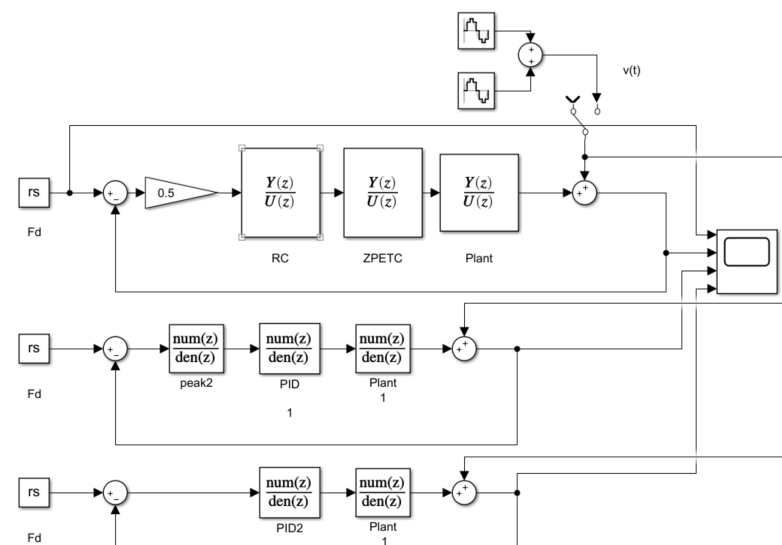 v(t)
rs
+
−
0.5
Y(z)
U(z)
Y(z)
U(z)
Y(z)
U(z)
+
+
+
+
Fd
RC
ZPETC
Plant
rs
+
−
num(z)
den(z)
num(z)
den(z)
num(z)
den(z)
+
+
peak2
PID
Plant
1
1
Fd
rs
+
−
num(z)
den(z)
num(z)
den(z)
+
+
PID2
Plant
1
Fd